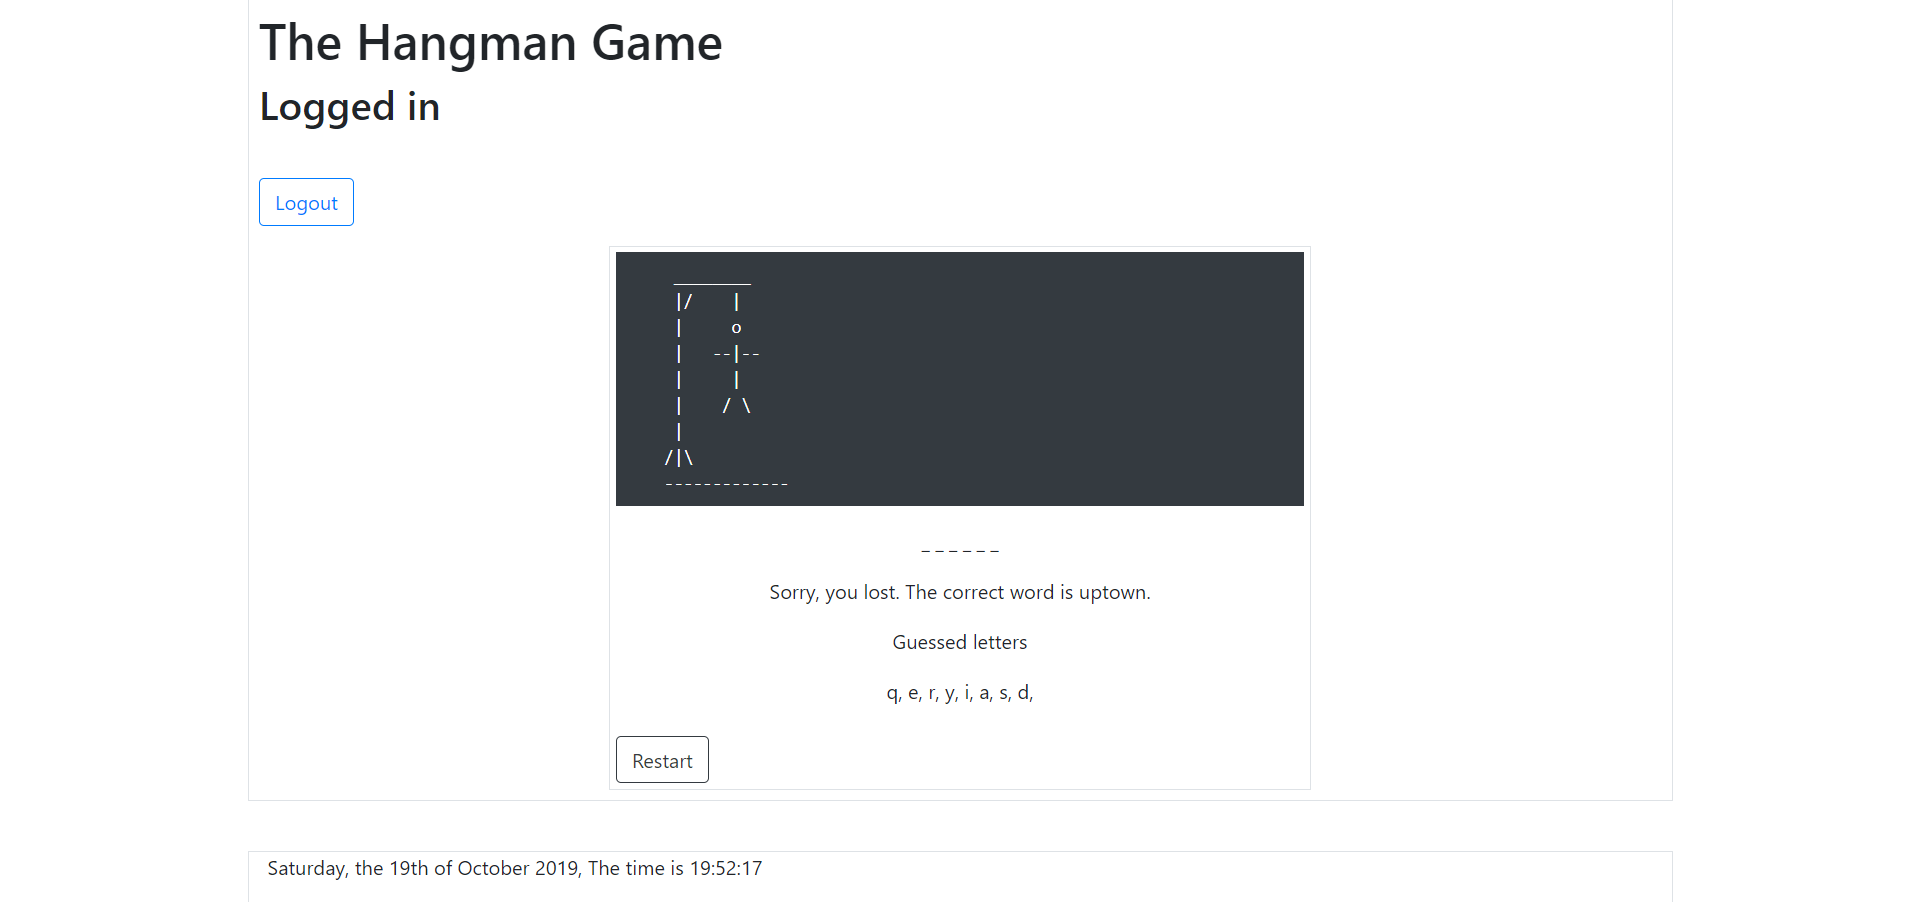 The Hangman Game
Logged in
Logout
________
|/    |
|     o
|   --|--
|     |
|    / \
|
/|\
-------------
_ _ _ _ _ _
Sorry, you lost. The correct word is uptown.
Guessed letters
q, e, r, y, i, a, s, d,
Restart
Saturday, the 19th of October 2019, The time is 19:52:17